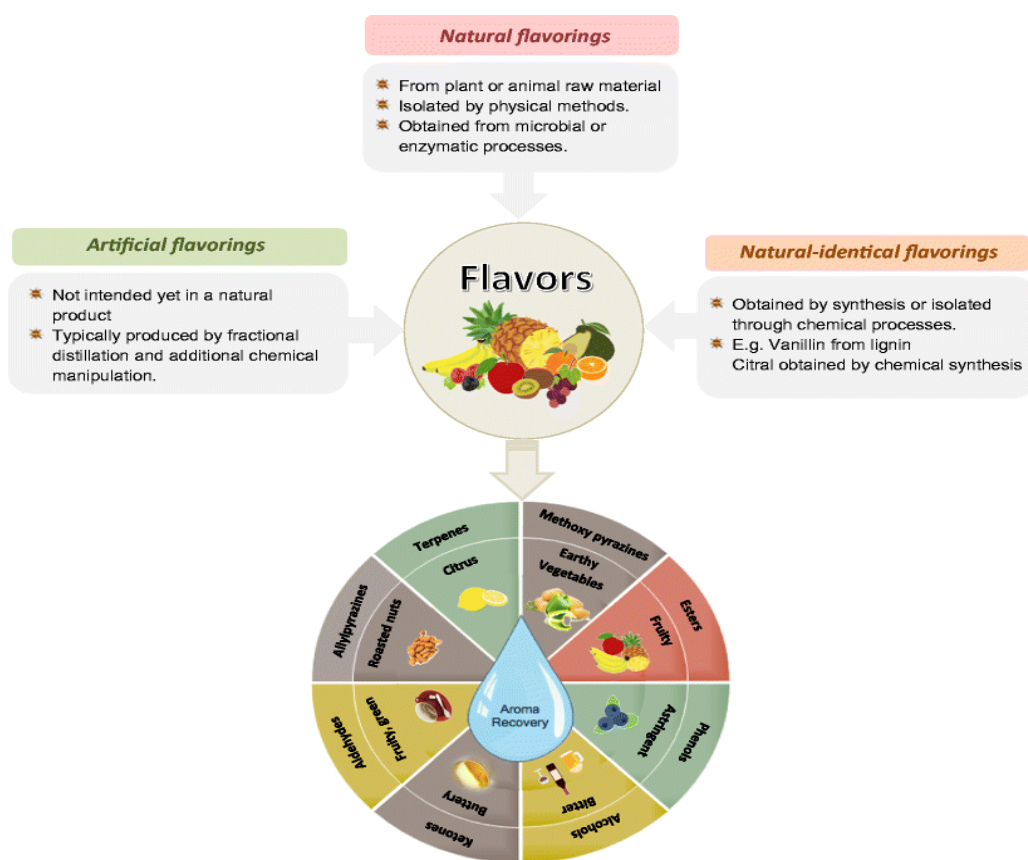 Natural flavorings
From plant or animal raw material
Isolated by physical methods.
Obtained from microbial or
enzymatic processes.
Artificial flavorings
Not intended yet in a natural
product
Typically produced by fractional
distillation and additional chemical
manipulation.
Flavors
Natural-identical flavorings
Obtained by synthesis or isolated
through chemical processes.
E.g. Vanillin from lignin
Citral obtained by chemical synthesis
Terpenes
Citrus
Methoxy pyrazines
Earthy
Vegetables
Esters
Fruity
Phenols
Astringent
Alcohols
Bitter
Ketones
Buttery
Aldehydes
Fruity, green
Allylpyrazines
Roasted nuts
Aroma
Recovery